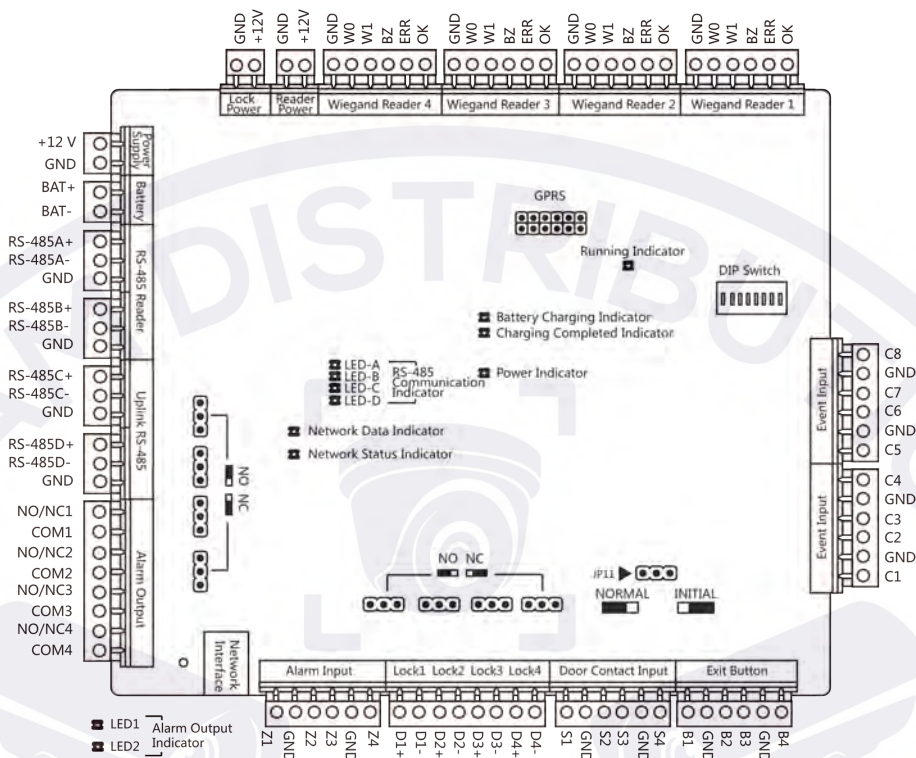 GND
+12V
GND
+12V
GND
W0
W1
BZ
ERR
OK
GND
W0
W1
BZ
ERR
OK
GND
W0
W1
BZ
ERR
OK
GND
W0
W1
BZ
ERR
OK
Lock
Power
Reader
Power
Wiegand Reader 4
Wiegand Reader 3
Wiegand Reader 2
Wiegand Reader 1
+12 V
GND
Power
Supply
BAT+
BAT-
Battery
RS-485A+
RS-485A-
GND
RS-485B+
RS-485B-
GND
RS-485 Reader
RS-485C+
RS-485C-
GND
RS-485D+
RS-485D-
GND
Uplink RS-485
NO/NC1
COM1
NO/NC2
COM2
NO/NC3
COM3
NO/NC4
COM4
Alarm Output
GPRS
Running Indicator
DIP Switch
Battery Charging Indicator
Charging Completed Indicator
LED-A
LED-B
LED-C
LED-D
RS-485
Communication
Indicator
Power Indicator
Network Data Indicator
Network Status Indicator
NO
NC
NO NC
JP11
NORMAL
INITIAL
Event Input
C8
GND
C7
C6
GND
C5
Event Input
C4
GND
C3
C2
GND
C1
Network
Interface
Alarm Input
Lock1 Lock2 Lock3 Lock4
Door Contact Input
Exit Button
Z1
GND
Z2
Z3
GND
Z4
D1+
D1-
D2+
D2-
D3+
D3-
D4+
D4-
S1
GND
S2
S3
GND
S4
B1
GND
B2
B3
GND
B4
LED1
LED2
Alarm Output
Indicator
DISTRIBU